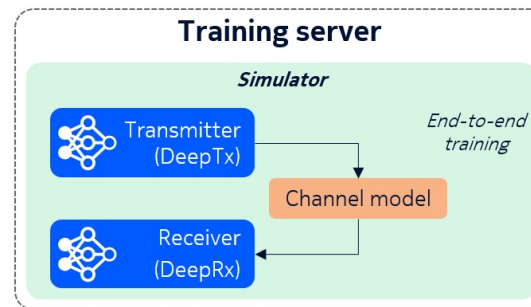 Training server
Simulator
Transmitter
(DeepTx)
End-to-end
training
Channel model
Receiver
(DeepRx)